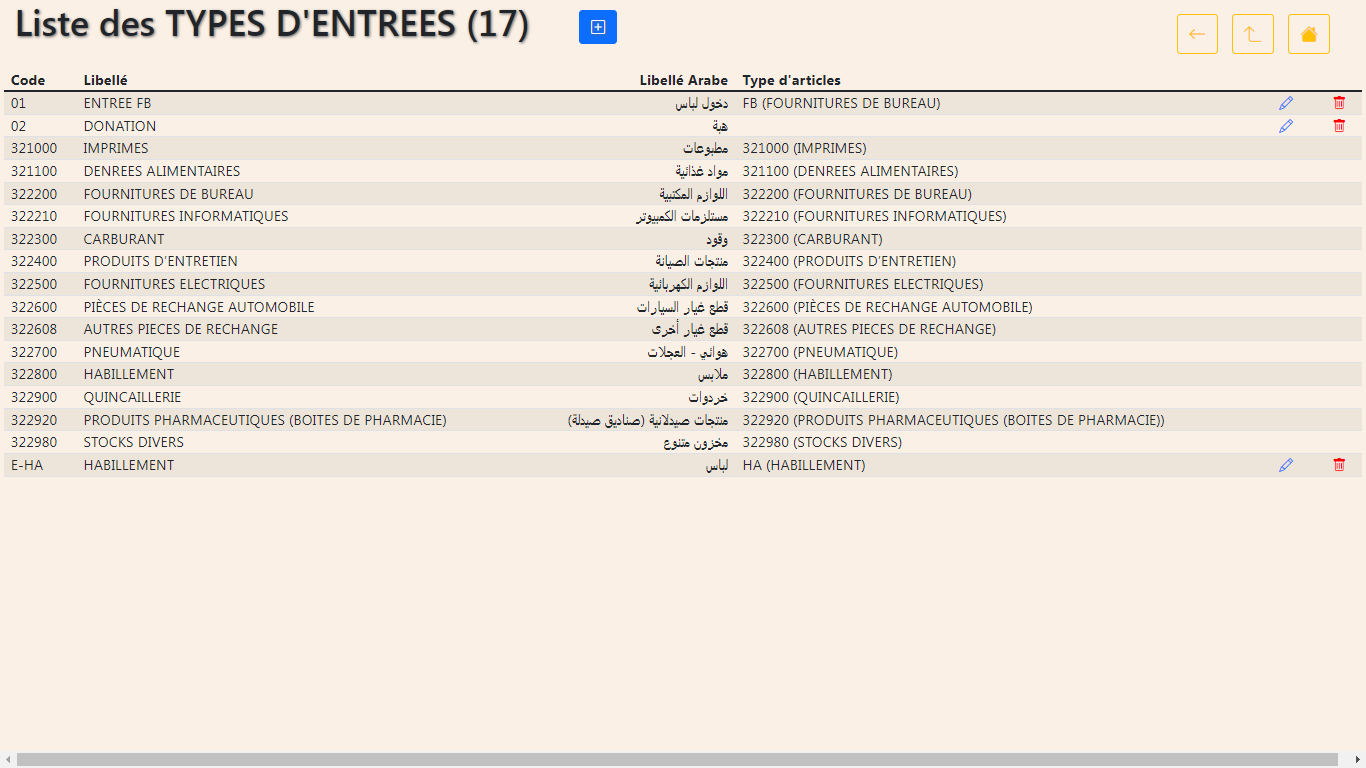 Liste des TYPES D'ENTREES (17)
Code Libellé Libellé Arabe Type d'articles
01 ENTREE FB دخول لباس FB (FOURNITURES DE BUREAU)
02 DONATION هبة
321000 IMPRIMES مطبوعات 321000 (IMPRIMES)
321100 DENREES ALIMENTAIRES مواد غذائية 321100 (DENREES ALIMENTAIRES)
322200 FOURNITURES DE BUREAU اللوازم المكتبية 322200 (FOURNITURES DE BUREAU)
322210 FOURNITURES INFORMATIQUES مستلزمات الكمبيوتر 322210 (FOURNITURES INFORMATIQUES)
322300 CARBURANT وقود 322300 (CARBURANT)
322400 PRODUITS D'ENTRETIEN منتجات الصيانة 322400 (PRODUITS D'ENTRETIEN)
322500 FOURNITURES ELECTRIQUES اللوازم الكهربائية 322500 (FOURNITURES ELECTRIQUES)
322600 PIÈCES DE RECHANGE AUTOMOBILE قطع غيار السيارات 322600 (PIÈCES DE RECHANGE AUTOMOBILE)
322608 AUTRES PIECES DE RECHANGE قطع غيار أخرى 322608 (AUTRES PIECES DE RECHANGE)
322700 PNEUMATIQUE هوائي - العجلات 322700 (PNEUMATIQUE)
322800 HABILLEMENT ملابس 322800 (HABILLEMENT)
322900 QUINCAILLERIE خردوات 322900 (QUINCAILLERIE)
322920 PRODUITS PHARMACEUTIQUES (BOITES DE PHARMACIE) منتجات صيدلانية (صناديق صيدلة) 322920 (PRODUITS PHARMACEUTIQUES (BOITES DE PHARMACIE))
322980 STOCKS DIVERS مخزون متنوع 322980 (STOCKS DIVERS)
E-HA HABILLEMENT لباس HA (HABILLEMENT)